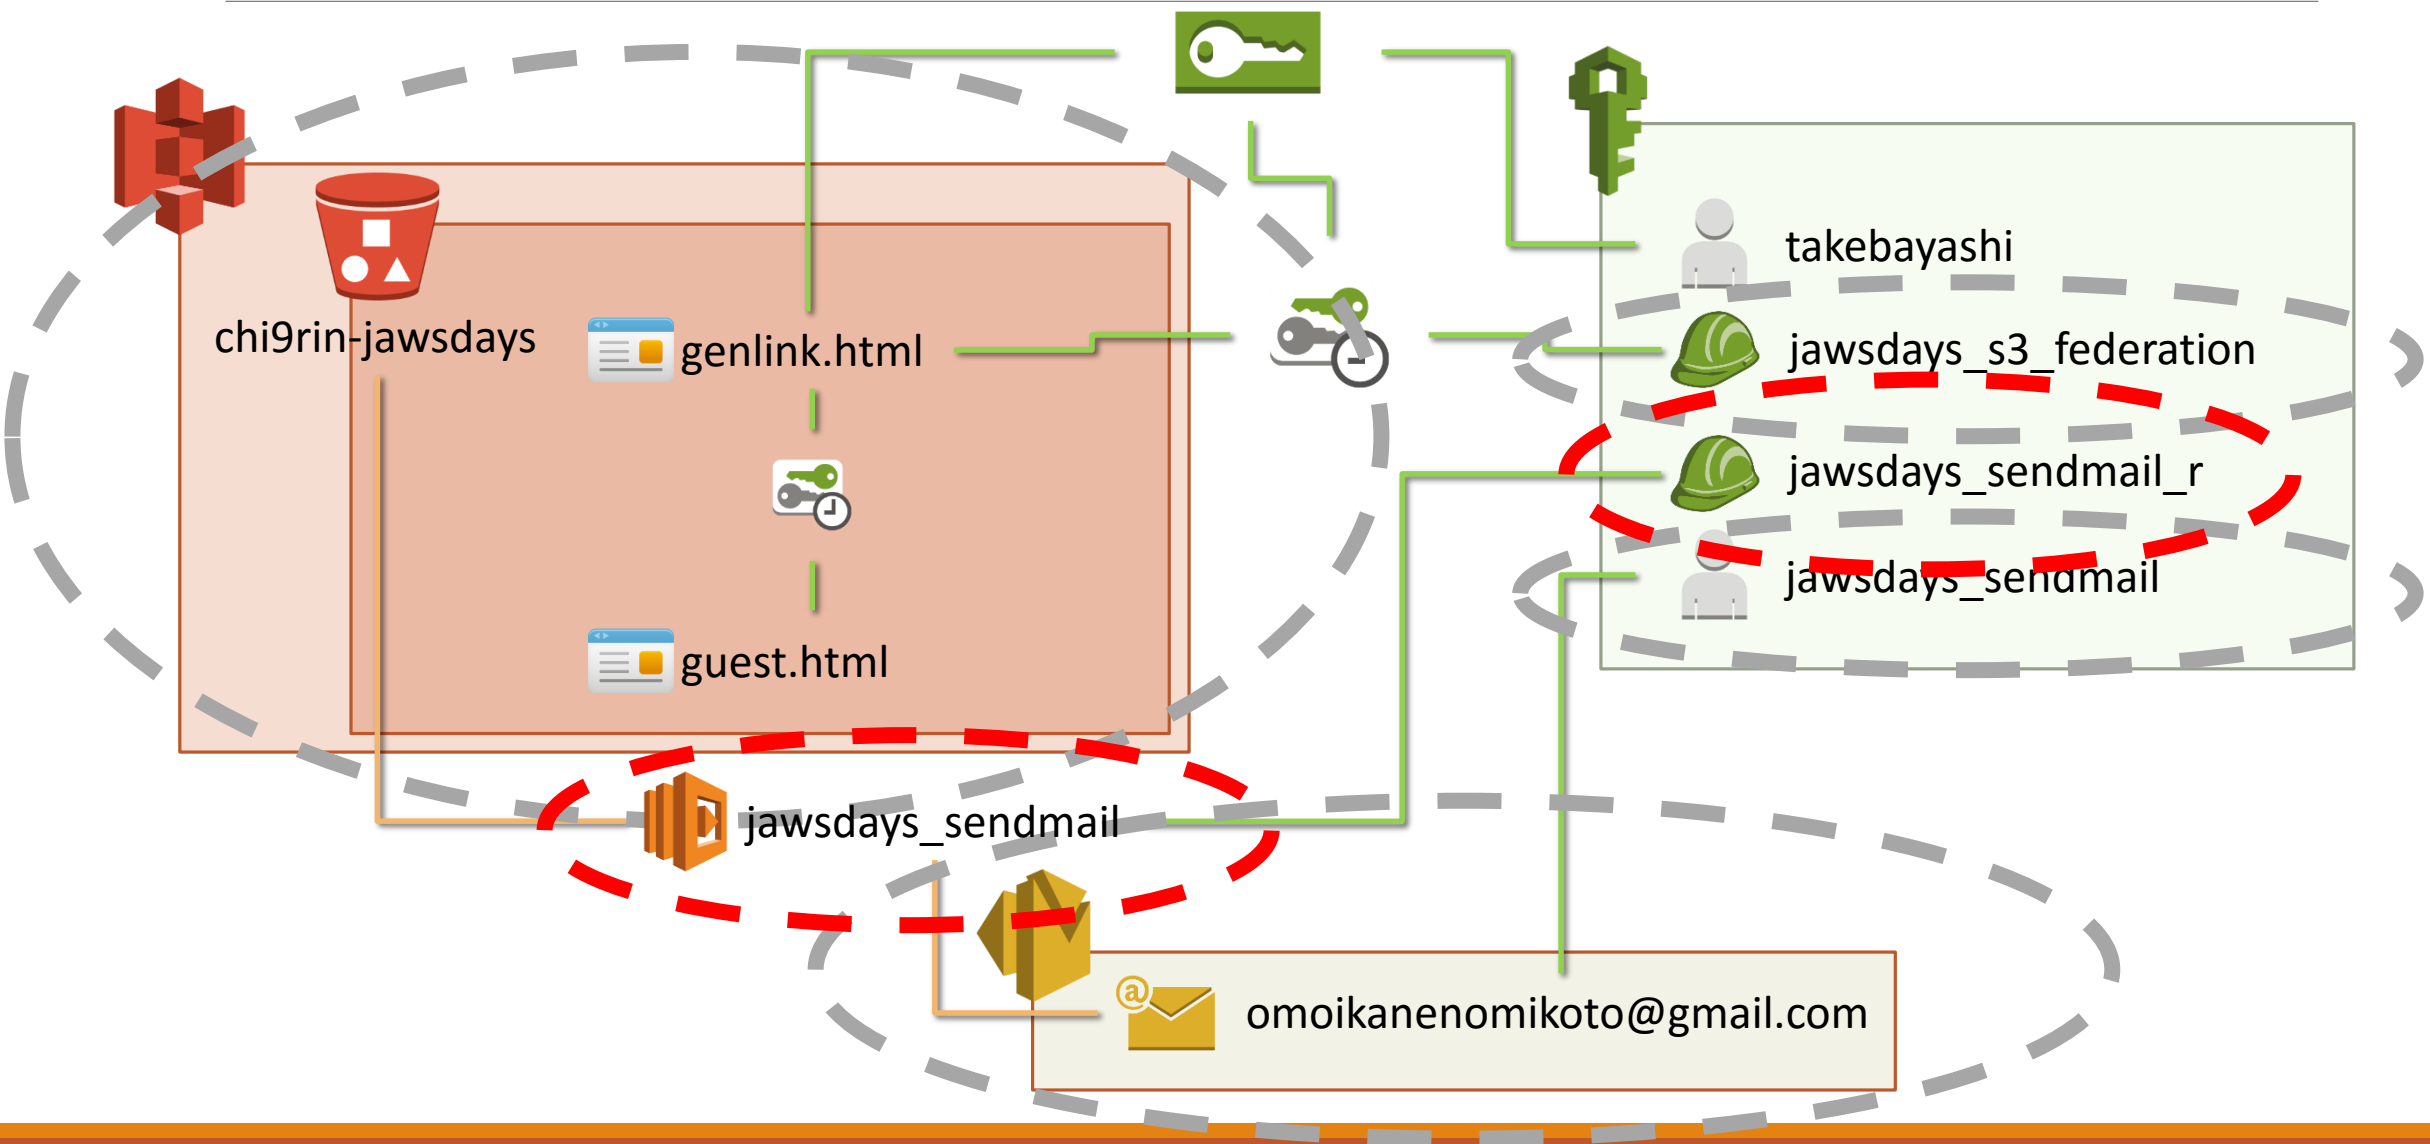 takebayashi
chi9rin-jawsdays
genlink.html
jawsdays_s3_federation
jawsdays_sendmail_r
jawsdays_sendmail
guest.html
jawsdays_sendmail
@
omoikanenomikoto@gmail.com